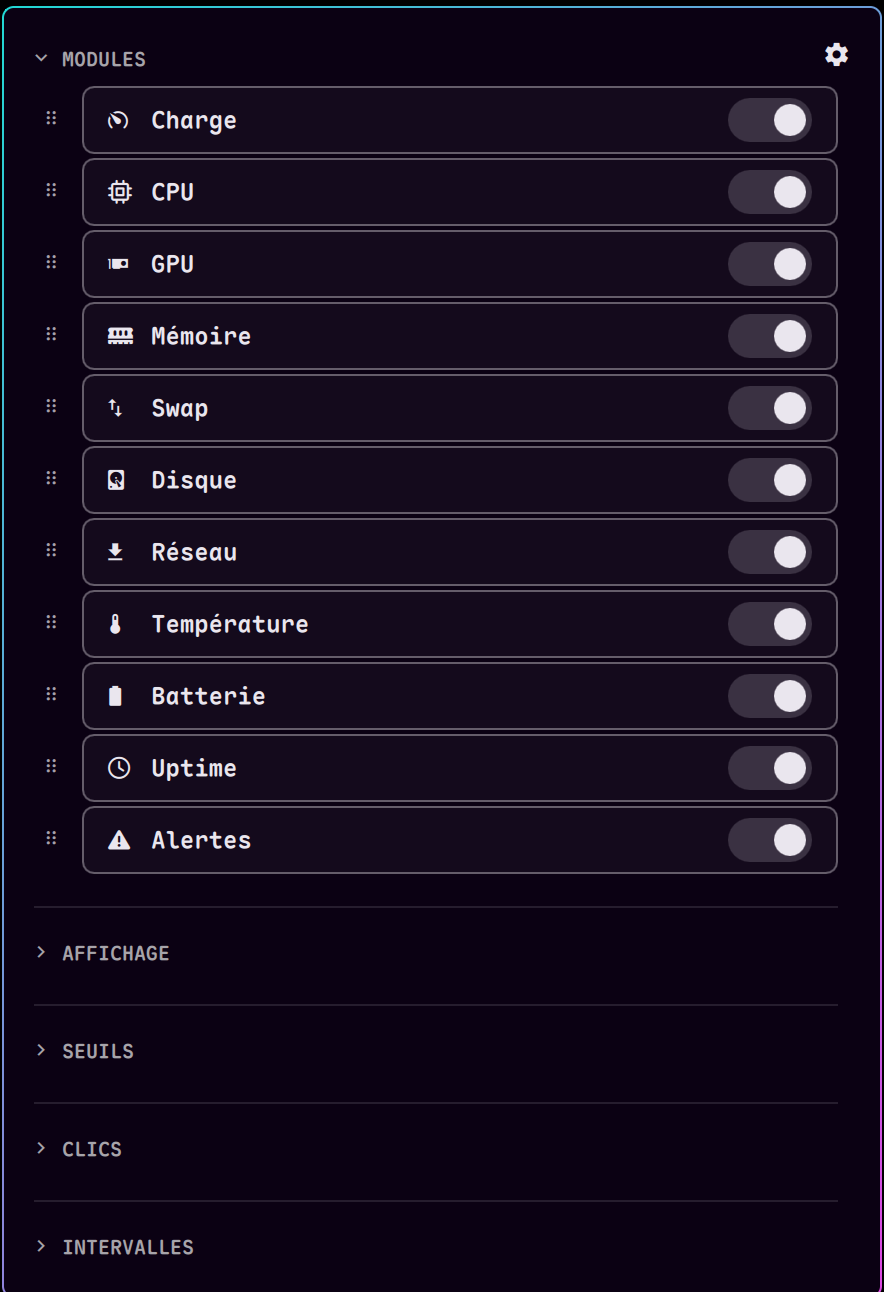 MODULES
Charge
CPU
GPU
Mémoire
Swap
Disque
Réseau
Température
Batterie
Uptime
Alertes
AFFICHAGE
SEUILS
CLICS
INTERVALLES